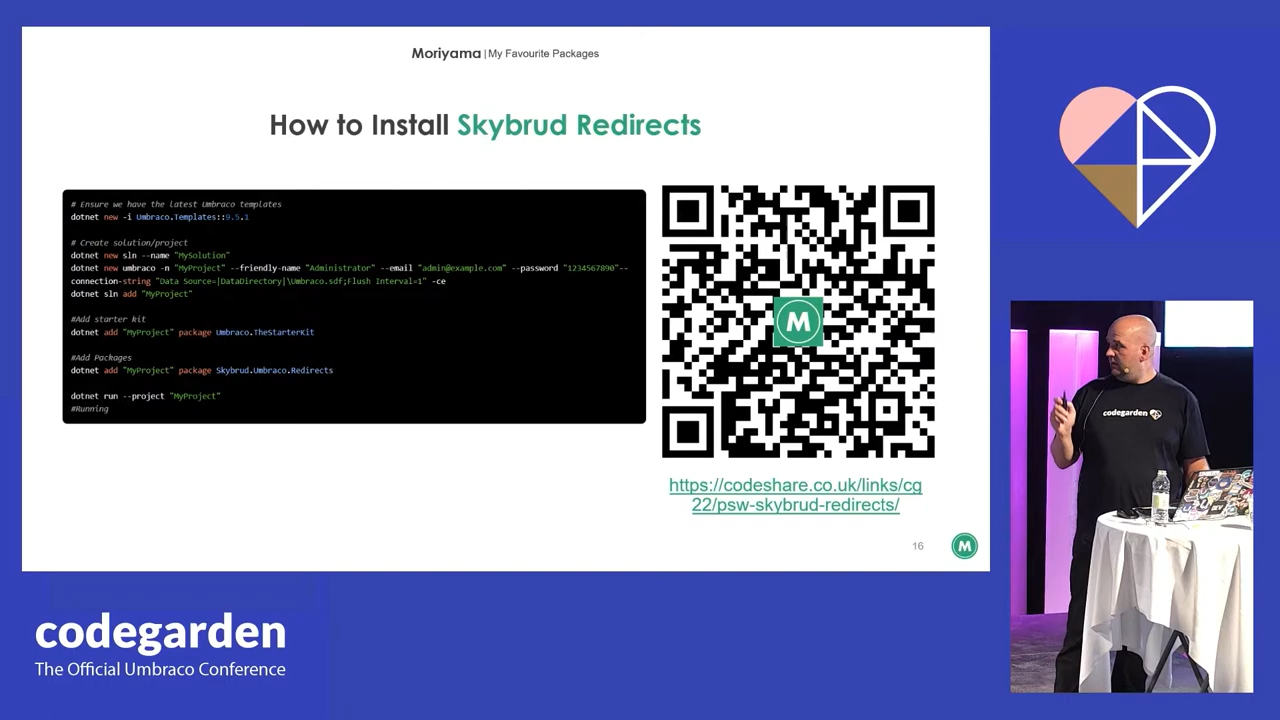 Moriyama | My Favourite Packages
How to Install Skybrud Redirects
# Ensure we have the latest Umbraco templates
dotnet new -i Umbraco.Templates::9.5.1
# Create solution/project
dotnet new sln --name "MySolution"
dotnet new umbraco -n "MyProject" --friendly-name "Administrator" --email "admin@example.com" --password "1234567890"--
connection-string "Data Source=|DataDirectory|\Umbraco.sdf;Flush Interval=1" -ce
dotnet sln add "MyProject"
#Add starter kit
dotnet add "MyProject" package Umbraco.TheStarterKit
#Add Packages
dotnet add "MyProject" package Skybrud.Umbraco.Redirects
dotnet run --project "MyProject"
#Running
M
https://codeshare.co.uk/links/cg
22/psw-skybrud-redirects/
16
M
codegarden
codegarden
The Official Umbraco Conference